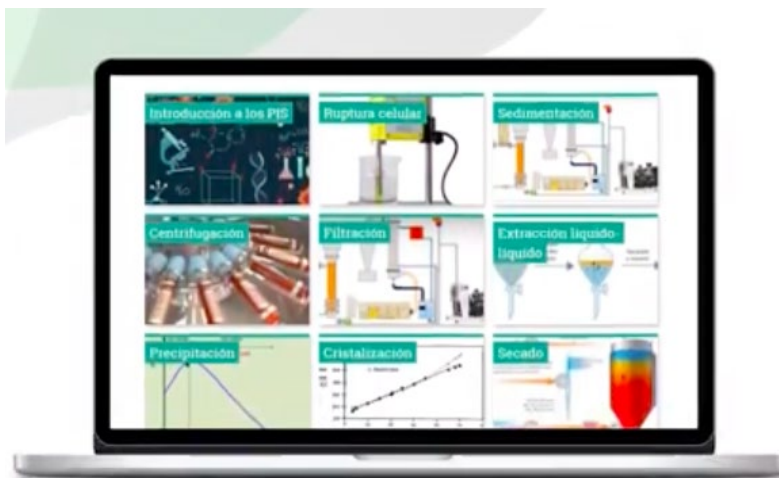 Introducción a los PIS
Ruptura celular
Sedimentación
Centrifugación
Filtración
Extracción líquido-
líquido
Precipitación
Cristalización
Secado